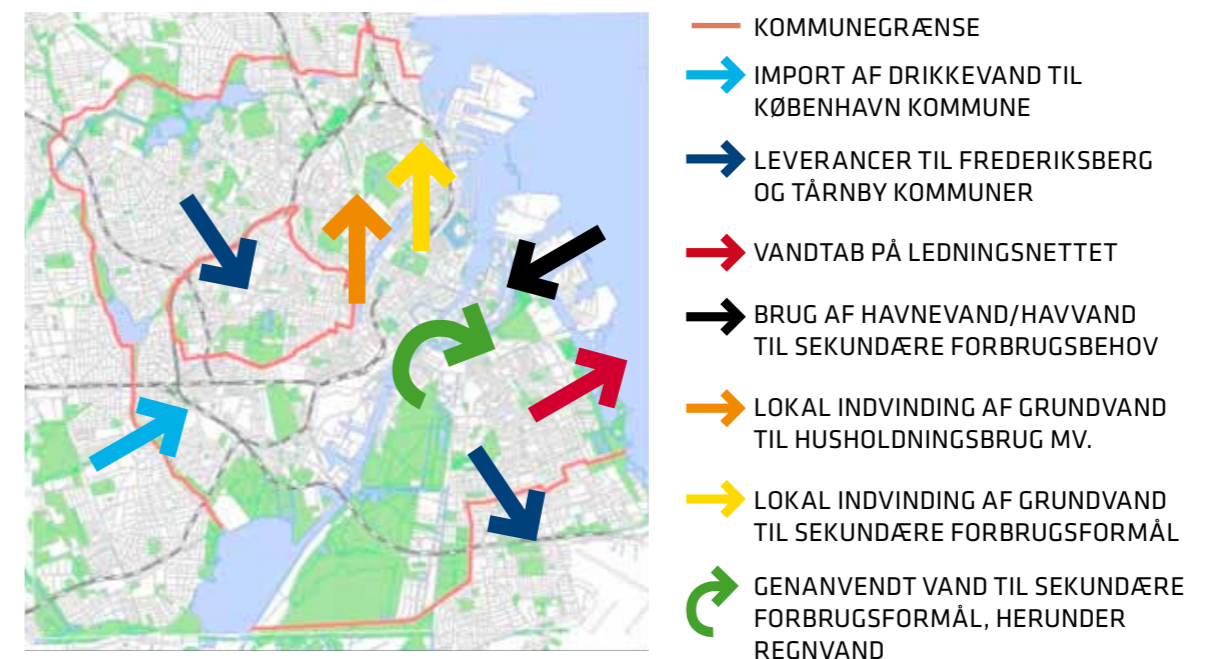 KOMMUNEGRÆNSE
IMPORT AF DRIKKEVAND TIL
KØBENHAVN KOMMUNE
LEVERANCER TIL FREDERIKSBERG
OG TÅRNBY KOMMUNER
VANDTAB PÅ LEDNINGSNETTET
BRUG AF HAVNEVAND/HAVVAND
TIL SEKUNDÆRE FORBRUGSBEHOV
LOKAL INDVINDING AF GRUNDVAND
TIL HUSHOLDNINGSBRUG MV.
LOKAL INDVINDING AF GRUNDVAND
TIL SEKUNDÆRE FORBRUGSFORMÅL
GENANVENDT VAND TIL SEKUNDÆRE
FORBRUGSFORMÅL, HERUNDER
REGNVAND